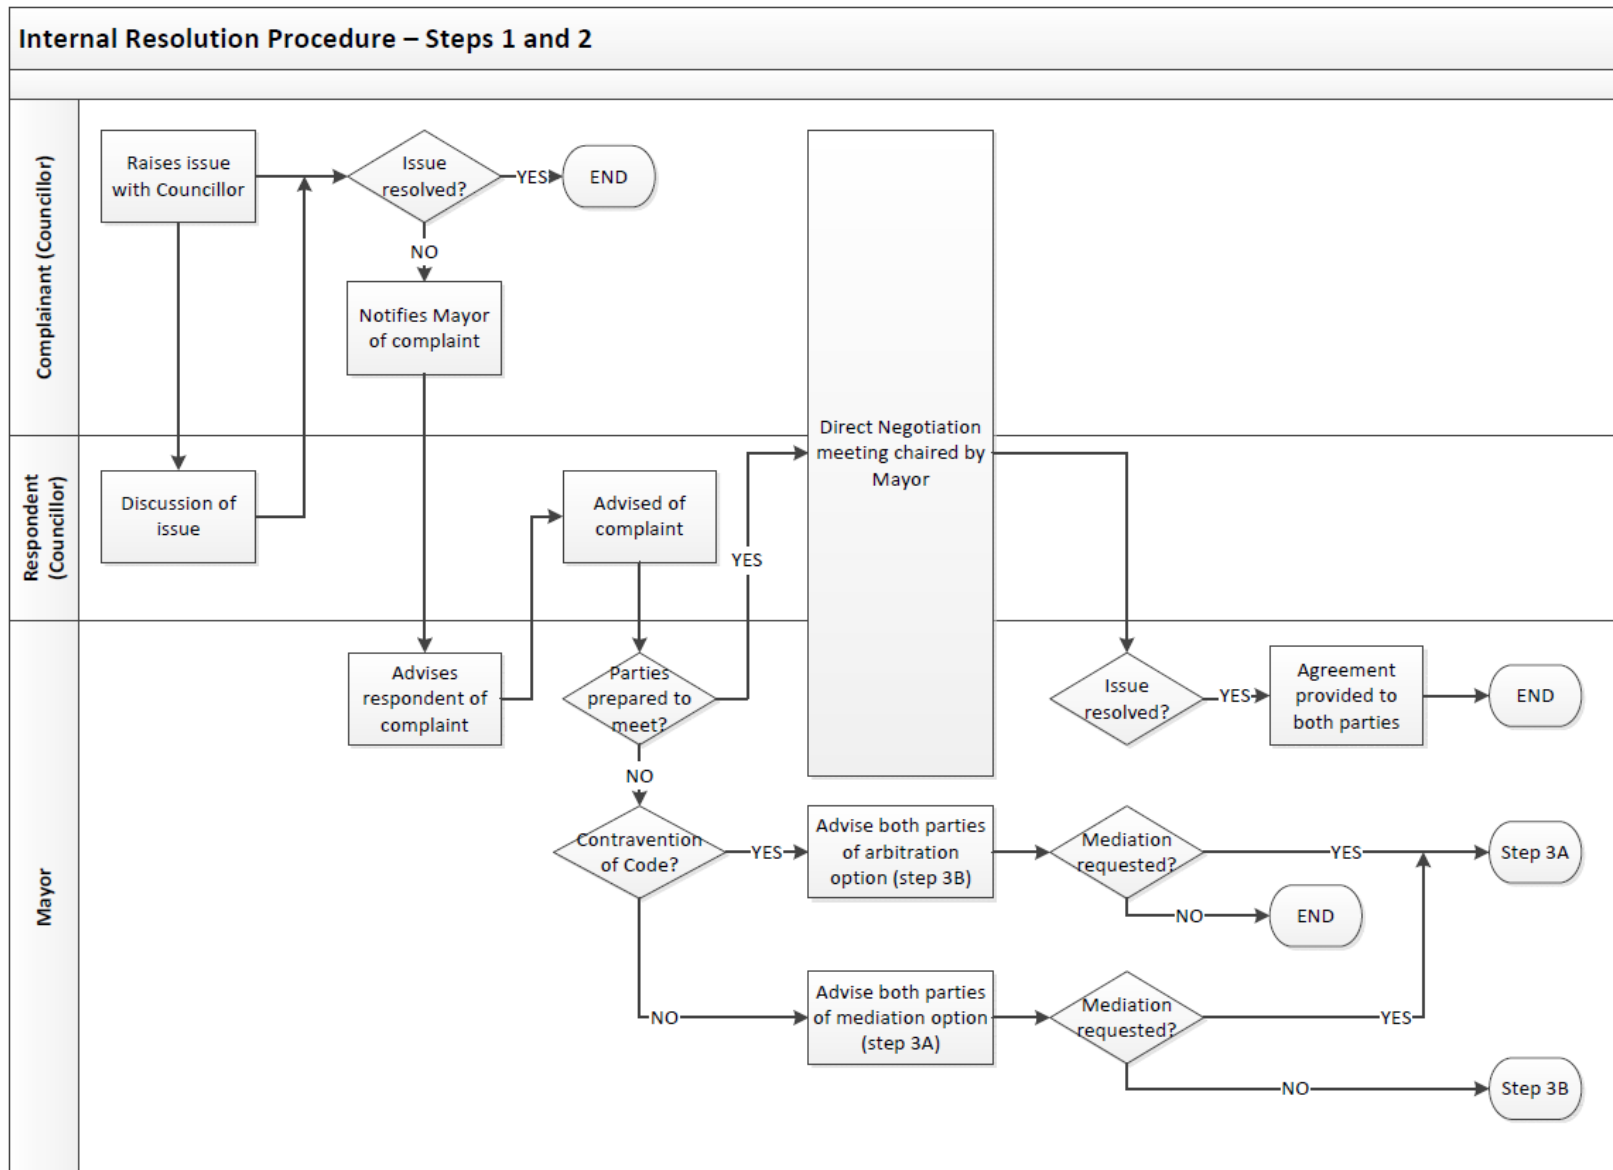 Internal Resolution Procedure – Steps 1 and 2
Complainant (Councillor)
Raises issue
with Councillor
Issue
resolved?
YES
END
NO
Notifies Mayor
of complaint
Direct Negotiation
meeting chaired by
Mayor
Respondent
(Councillor)
Discussion of
issue
Advised of
complaint
YES
Mayor
Advises
respondent of
complaint
Parties
prepared to
meet?
NO
Issue
resolved?
YES
Agreement
provided to
both parties
END
Contravention
of Code?
YES
Advise both parties
of arbitration
option (step 3B)
Mediation
requested?
YES
Step 3A
NO
END
NO
Advise both parties
of mediation option
(step 3A)
Mediation
requested?
YES
NO
Step 3B